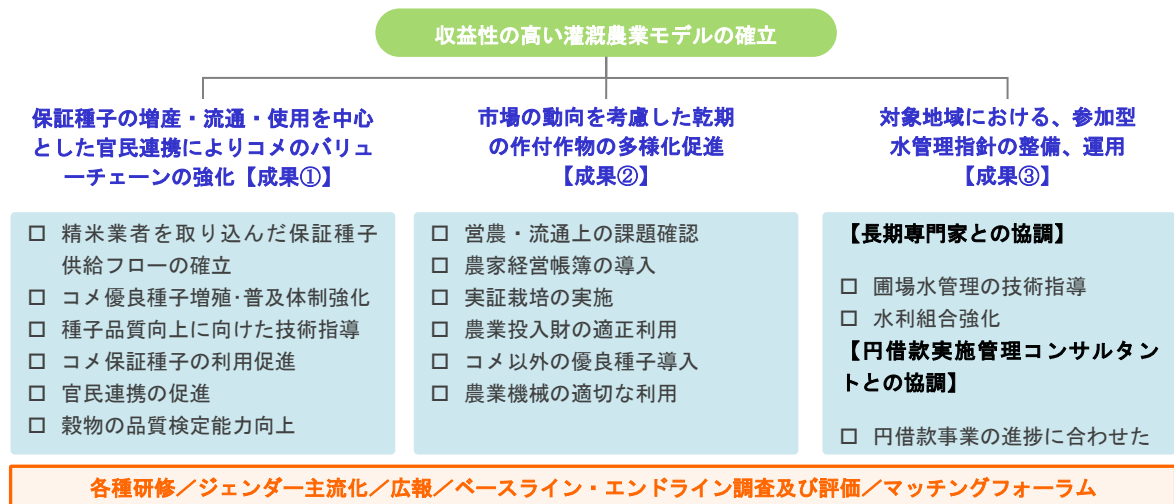 収益性の高い灌漑農業モデルの確立
保証種子の増産・流通・使用を中心
とした官民連携によりコメのバリュ
ーチェーンの強化【成果①】
□ 精米業者を取り込んだ保証種子
供給フローの確立
□ コメ優良種子増殖･普及体制強化
□ 種子品質向上に向けた技術指導
□ コメ保証種子の利用促進
□ 官民連携の促進
□ 穀物の品質検定能力向上
市場の動向を考慮した乾期
の作付作物の多様化促進
【成果②】
□ 営農・流通上の課題確認
□ 農家経営帳簿の導入
□ 実証栽培の実施
□ 農業投入財の適正利用
□ コメ以外の優良種子導入
□ 農業機械の適切な利用
対象地域における、参加型
水管理指針の整備、運用
【成果③】
【長期専門家との協調】
□ 圃場水管理の技術指導
□ 水利組合強化
【円借款実施管理コンサルタン
トとの協調】
□ 円借款事業の進捗に合わせた
各種研修／ジェンダー主流化／広報／ベースライン・エンドライン調査及び評価／マッチングフォーラム